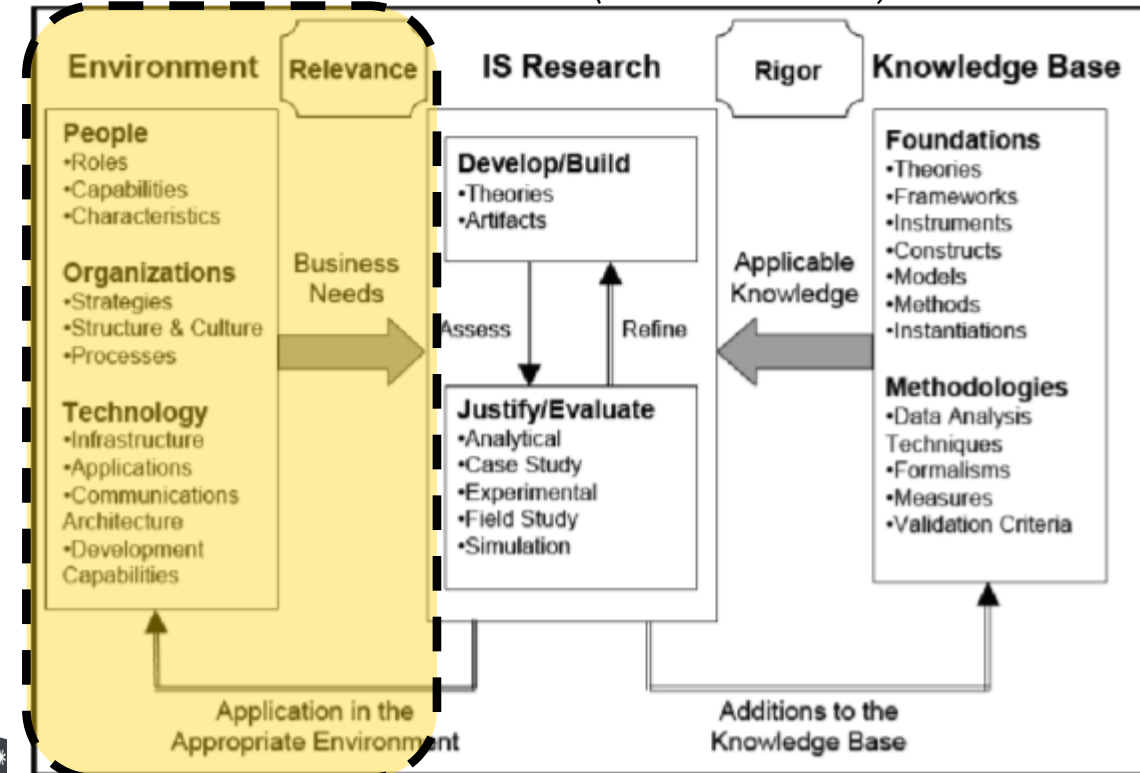 Environment
Relevance
IS Research
Rigor
Knowledge Base
People
•Roles
•Capabilities
•Characteristics
Organizations
•Strategies
•Structure & Culture
•Processes
Technology
•Infrastructure
•Applications
•Communications
Architecture
•Development
Capabilities
Business
Needs
Develop/Build
•Theories
•Artifacts
Assess
Refine
Justify/Evaluate
•Analytical
•Case Study
•Experimental
•Field Study
•Simulation
Applicable
Knowledge
Foundations
•Theories
•Frameworks
•Instruments
•Constructs
•Models
•Methods
•Instantiations
Methodologies
•Data Analysis
Techniques
•Formalisms
•Measures
•Validation Criteria
Application in the
Appropriate Environment
Additions to the
Knowledge Base